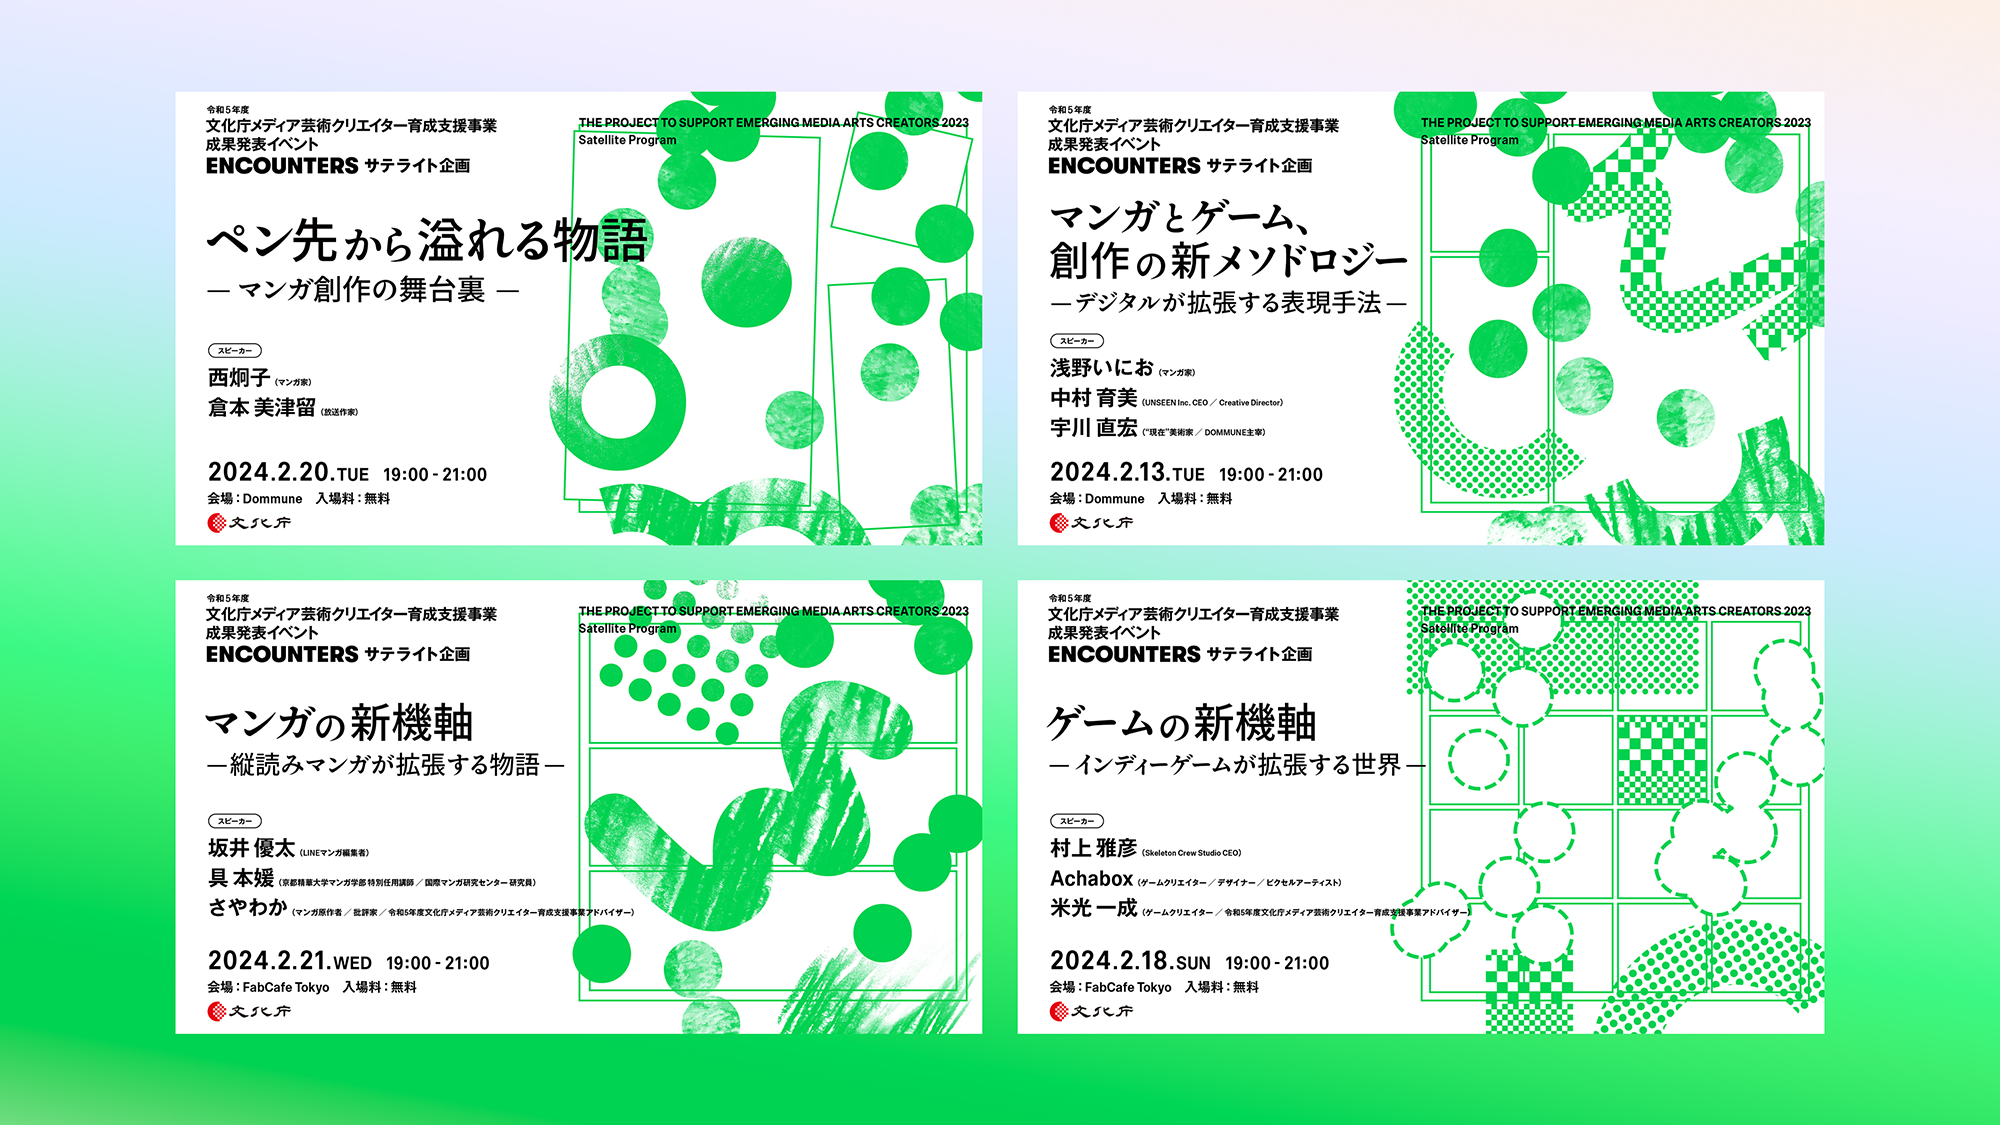 令和5年度
文化庁メディア芸術クリエイター育成支援事業
成果発表イベント
ENCOUNTERS サテライト企画
THE PROJECT TO SUPPORT EMERGING MEDIA ARTS CREATORS 2023
Satellite Program
ペン先から溢れる物語
— マンガ創作の舞台裏 —
スピーカー
西炯子 (マンガ家)
倉本 美津留 (放送作家)
2024.2.20.TUE 19:00 - 21:00
会場：Dommune 入場料：無料
文化庁
令和5年度
文化庁メディア芸術クリエイター育成支援事業
成果発表イベント
ENCOUNTERS サテライト企画
THE PROJECT TO SUPPORT EMERGING MEDIA ARTS CREATORS 2023
Satellite Program
マンガとゲーム、
創作の新メソドロジー
—デジタルが拡張する表現手法—
スピーカー
浅野いにお (マンガ家)
中村 育美 (UNSEEN Inc. CEO ／ Creative Director)
宇川 直宏 ("現在"美術家 ／ DOMMUNE主宰)
2024.2.13.TUE 19:00 - 21:00
会場：Dommune 入場料：無料
文化庁
令和5年度
文化庁メディア芸術クリエイター育成支援事業
成果発表イベント
ENCOUNTERS サテライト企画
THE PROJECT TO SUPPORT EMERGING MEDIA ARTS CREATORS 2023
Satellite Program
マンガの新機軸
—縦読みマンガが拡張する物語—
スピーカー
坂井 優太 (LINEマンガ編集者)
具 本媛 (京都精華大学マンガ学部 特別任用講師 ／ 国際マンガ研究センター 研究員)
さやわか (マンガ原作者 ／ 批評家 ／ 令和5年度文化庁メディア芸術クリエイター育成支援事業アドバイザー)
2024.2.21.WED 19:00 - 21:00
会場：FabCafe Tokyo 入場料：無料
文化庁
令和5年度
文化庁メディア芸術クリエイター育成支援事業
成果発表イベント
ENCOUNTERS サテライト企画
THE PROJECT TO SUPPORT EMERGING MEDIA ARTS CREATORS 2023
Satellite Program
ゲームの新機軸
—インディーゲームが拡張する世界—
スピーカー
村上 雅彦 (Skeleton Crew Studio CEO)
Achabox (ゲームクリエイター ／ デザイナー ／ ピクセルアーティスト)
米光 一成 (ゲームクリエイター ／ 令和5年度文化庁メディア芸術クリエイター育成支援事業アドバイザー)
2024.2.18.SUN 19:00 - 21:00
会場：FabCafe Tokyo 入場料：無料
文化庁